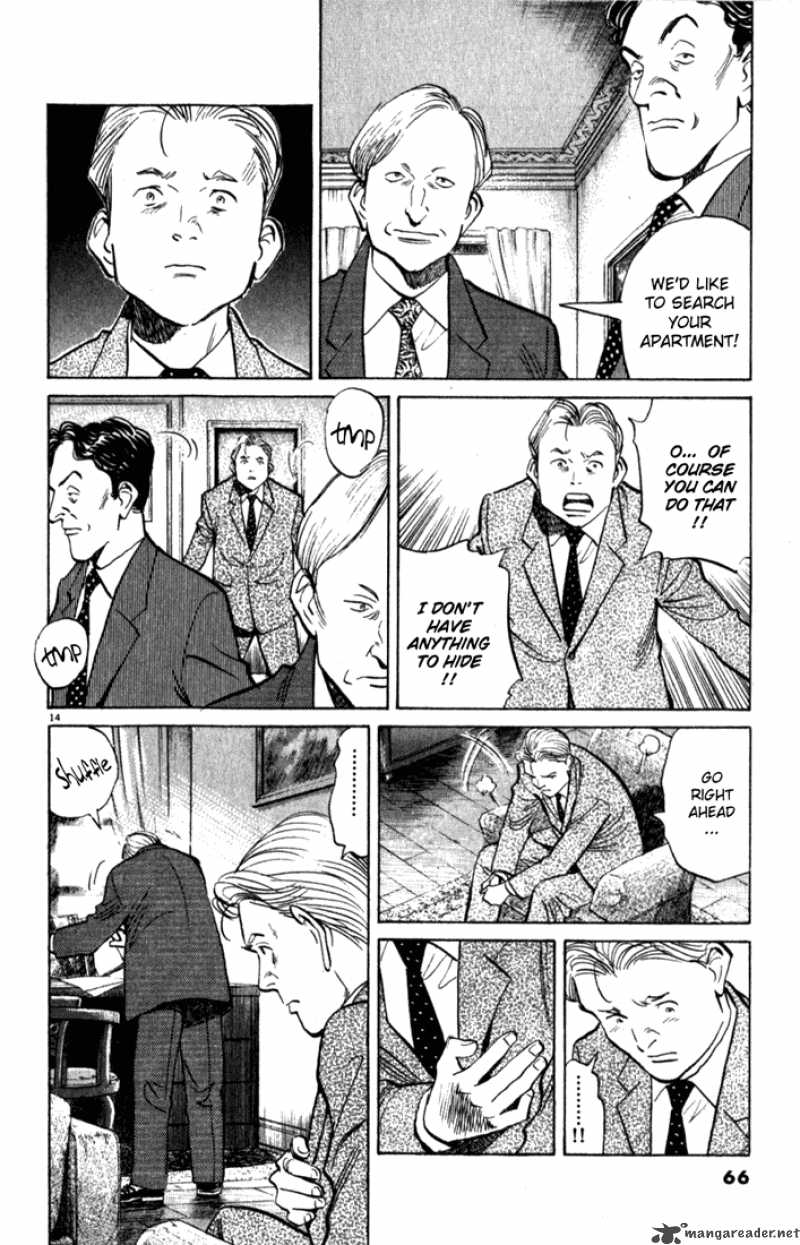 WE'D LIKE
TO SEARCH
YOUR
APARTMENT!
tmp
tmp
O... OF
COURSE
YOU CAN
DO THAT
!!
I DON'T
HAVE
ANYTHING
TO HIDE
!!
14
shuffle
.........
GO
RIGHT
AHEAD
...
.......!!
66
mangareader.net